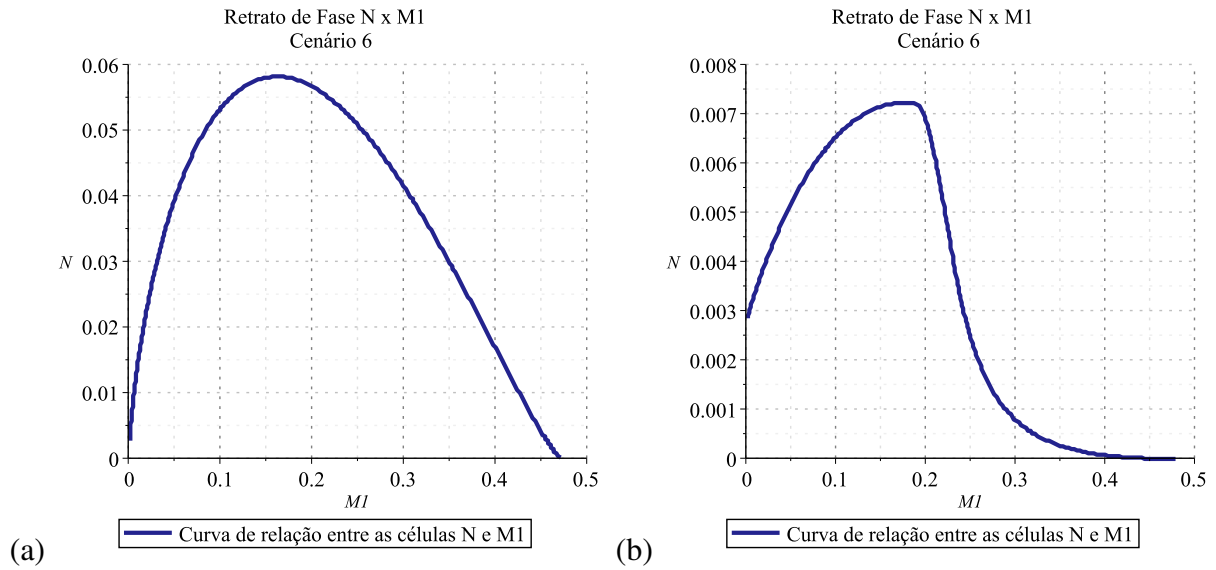 Retrato de Fase N x M1
Cenário 6
0.06
0.05
0.04
N
0.03
0.02
0.01
0
0
0.1
0.2
0.3
0.4
0.5
M1
Curva de relação entre as células N e M1
(a)
Retrato de Fase N x M1
Cenário 6
0.008
0.007
0.006
0.005
N
0.004
0.003
0.002
0.001
0
0
0.1
0.2
0.3
0.4
0.5
M1
Curva de relação entre as células N e M1
(b)